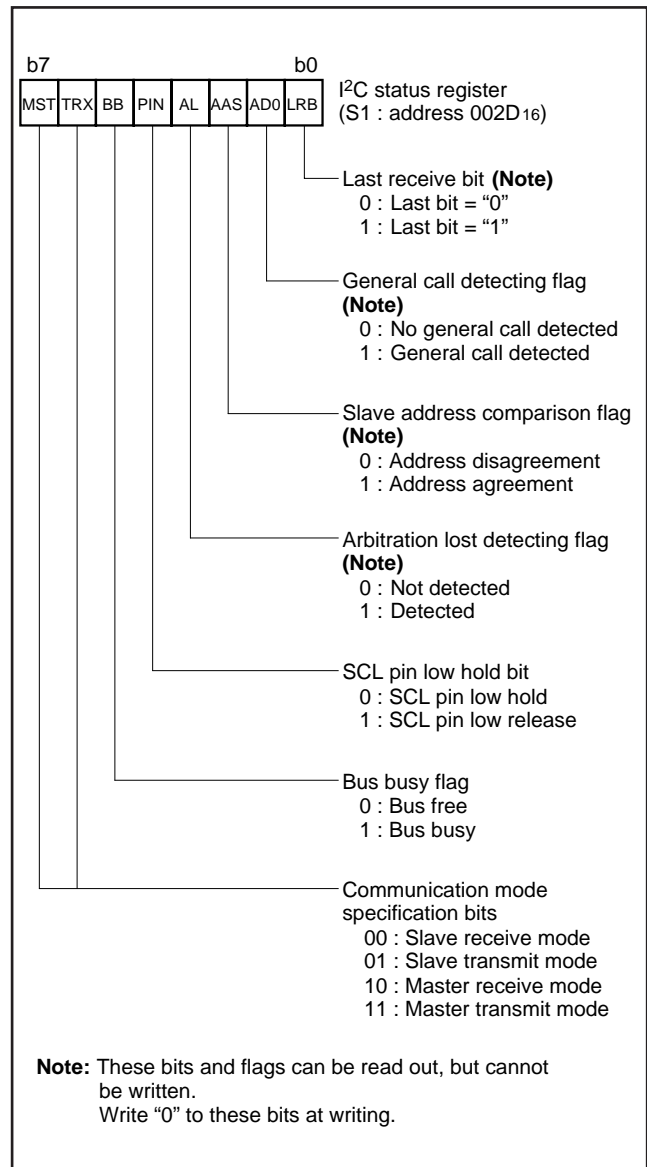 b7 b0
MST TRX BB PIN AL AAS AD0 LRB
I²C status register
(S1 : address 002D₁₆)
Last receive bit (Note)
0 : Last bit = “0”
1 : Last bit = “1”
General call detecting flag
(Note)
0 : No general call detected
1 : General call detected
Slave address comparison flag
(Note)
0 : Address disagreement
1 : Address agreement
Arbitration lost detecting flag
(Note)
0 : Not detected
1 : Detected
SCL pin low hold bit
0 : SCL pin low hold
1 : SCL pin low release
Bus busy flag
0 : Bus free
1 : Bus busy
Communication mode
specification bits
00 : Slave receive mode
01 : Slave transmit mode
10 : Master receive mode
11 : Master transmit mode
Note: These bits and flags can be read out, but cannot
be written.
Write “0” to these bits at writing.